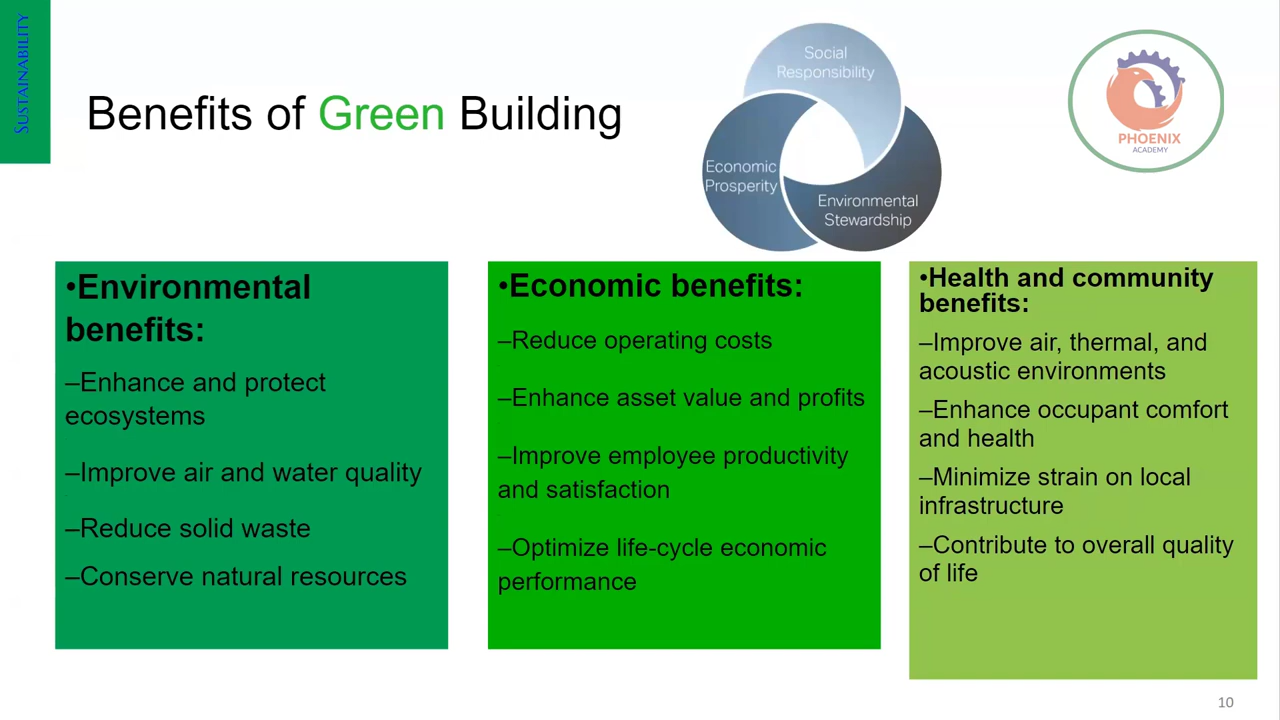 SUSTAINABILITY
Benefits of Green Building
Social
Responsibility
Economic
Prosperity
Environmental
Stewardship
PHOENIX
ACADEMY
•Environmental
benefits:
–Enhance and protect
ecosystems
–Improve air and water quality
–Reduce solid waste
–Conserve natural resources
•Economic benefits:
–Reduce operating costs
–Enhance asset value and profits
–Improve employee productivity
and satisfaction
–Optimize life-cycle economic
performance
•Health and community
benefits:
–Improve air, thermal, and
acoustic environments
–Enhance occupant comfort
and health
–Minimize strain on local
infrastructure
–Contribute to overall quality
of life
10